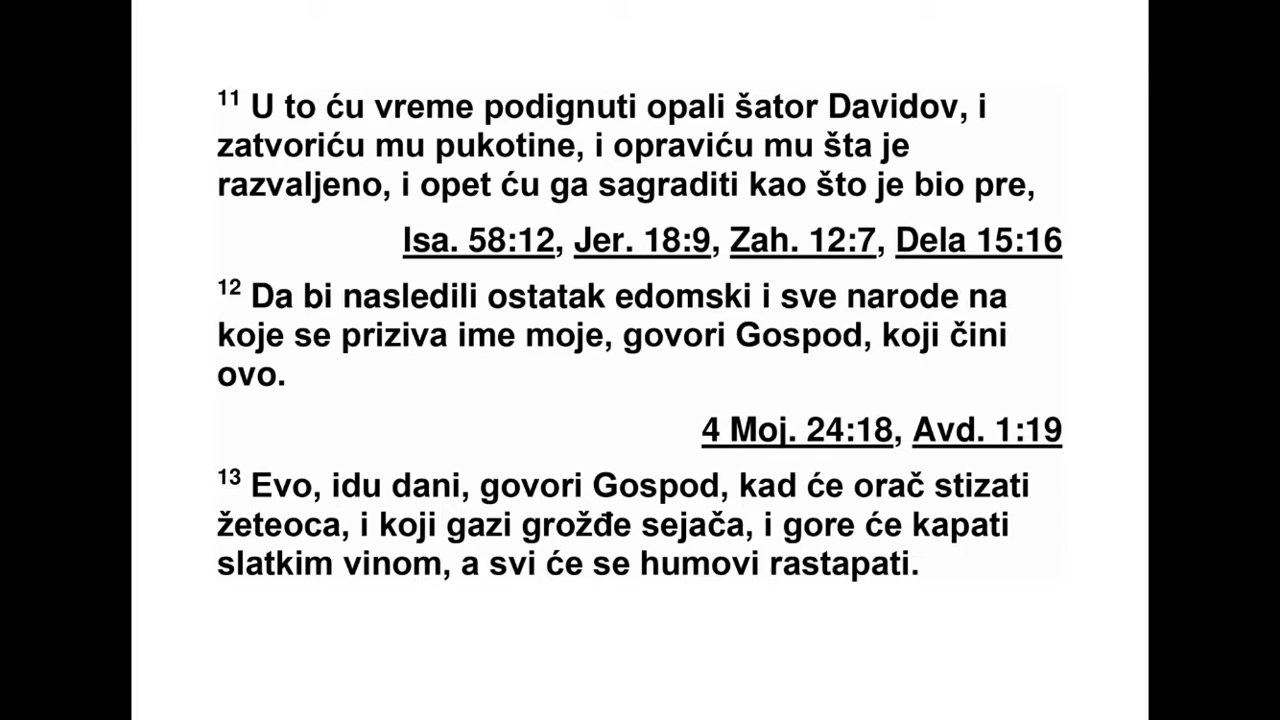 11 U to ću vreme podignuti opali šator Davidov, i
zatvoriću mu pukotine, i opraviću mu šta je
razvaljeno, i opet ću ga sagraditi kao što je bio pre,
Isa. 58:12, Jer. 18:9, Zah. 12:7, Dela 15:16
12 Da bi nasledili ostatak edomski i sve narode na
koje se priziva ime moje, govori Gospod, koji čini
ovo.
4 Moj. 24:18, Avd. 1:19
13 Evo, idu dani, govori Gospod, kad će orač stizati
žeteoca, i koji gazi grožđe sejača, i gore će kapati
slatkim vinom, a svi će se humovi rastapati.